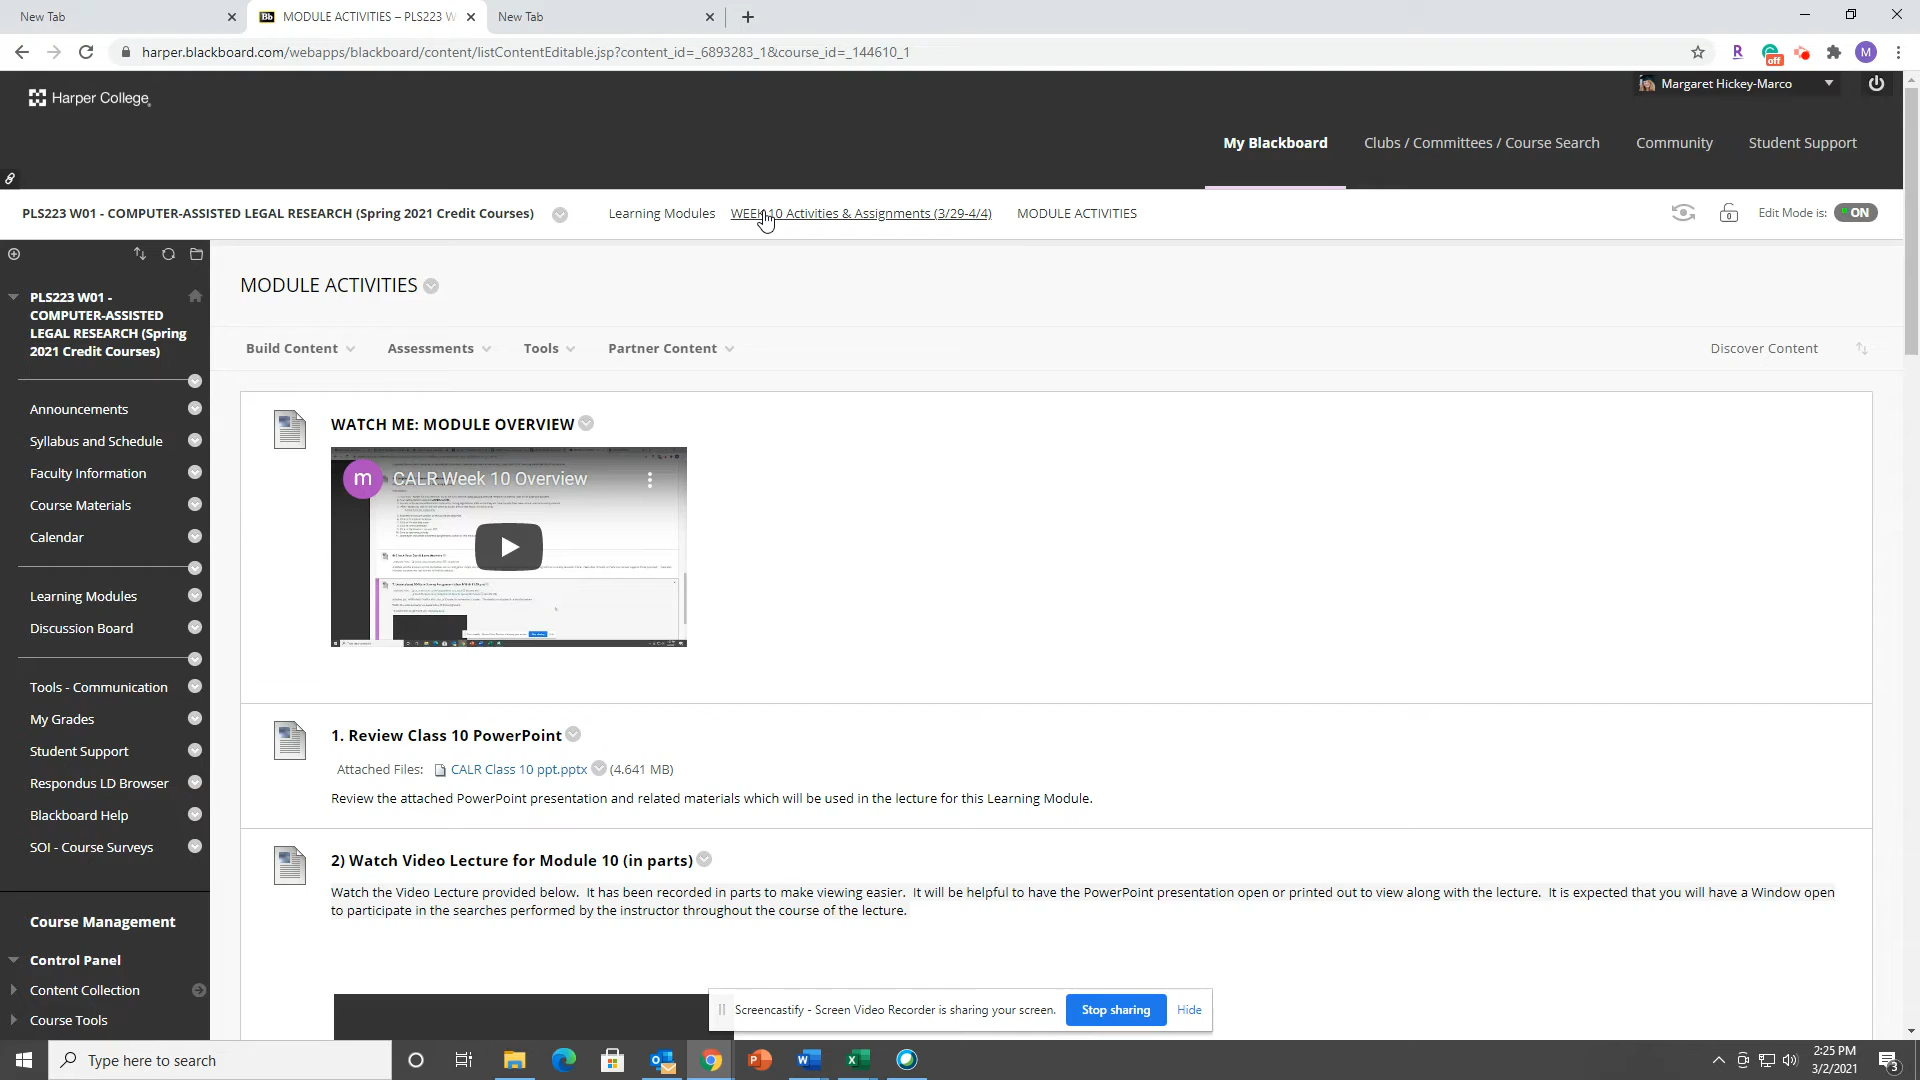 New Tab
Bb MODULE ACTIVITIES – PLS223 W
New Tab
harper.blackboard.com/webapps/blackboard/content/listContentEditable.jsp?content_id=_6893283_1&course_id=_144610_1
R
off
M
Harper College
Margaret Hickey-Marco
My Blackboard
Clubs / Committees / Course Search
Community
Student Support
PLS223 W01 - COMPUTER-ASSISTED LEGAL RESEARCH (Spring 2021 Credit Courses)
Learning Modules
WEEK 10 Activities & Assignments (3/29-4/4)
MODULE ACTIVITIES
Edit Mode is: ON
PLS223 W01 -
COMPUTER-ASSISTED
LEGAL RESEARCH (Spring
2021 Credit Courses)
Announcements
Syllabus and Schedule
Faculty Information
Course Materials
Calendar
Learning Modules
Discussion Board
Tools - Communication
My Grades
Student Support
Respondus LD Browser
Blackboard Help
SOI - Course Surveys
Course Management
Control Panel
Content Collection
Course Tools
MODULE ACTIVITIES
Build Content
Assessments
Tools
Partner Content
Discover Content
WATCH ME: MODULE OVERVIEW
m
CALR Week 10 Overview
1. Review Class 10 PowerPoint
Attached Files: CALR Class 10 ppt.pptx (4.641 MB)
Review the attached PowerPoint presentation and related materials which will be used in the lecture for this Learning Module.
2) Watch Video Lecture for Module 10 (in parts)
Watch the Video Lecture provided below. It has been recorded in parts to make viewing easier. It will be helpful to have the PowerPoint presentation open or printed out to view along with the lecture. It is expected that you will have a Window open
to participate in the searches performed by the instructor throughout the course of the lecture.
Screencastify - Screen Video Recorder is sharing your screen.
Stop sharing
Hide
Type here to search
2:25 PM
3/2/2021
3